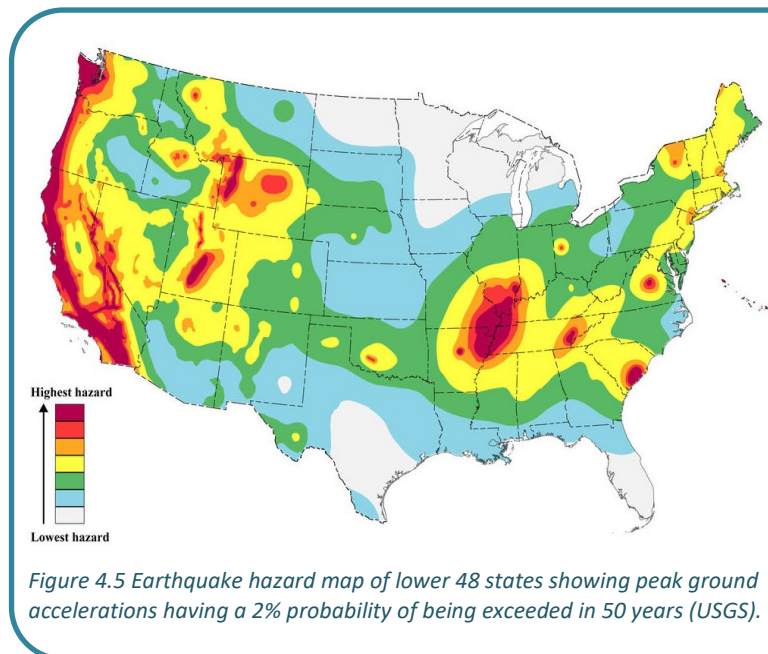 Highest hazard
Lowest hazard
Figure 4.5 Earthquake hazard map of lower 48 states showing peak ground
accelerations having a 2% probability of being exceeded in 50 years (USGS).